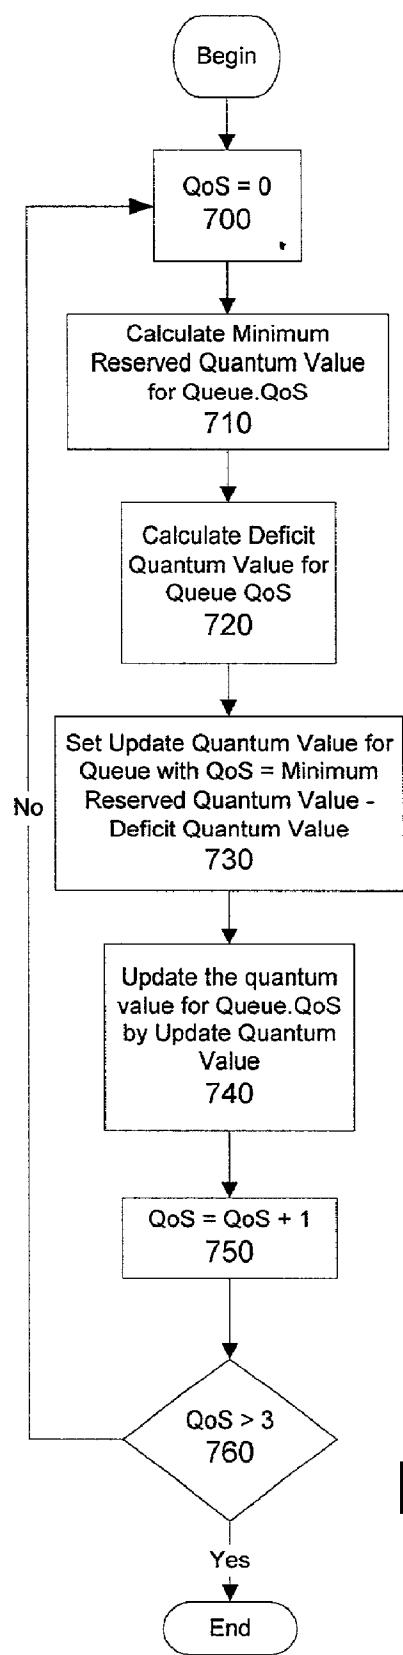 Begin
QoS = 0
700
Calculate Minimum
Reserved Quantum Value
for Queue.QoS
710
Calculate Deficit
Quantum Value for
Queue QoS
720
Set Update Quantum Value for
Queue with QoS = Minimum
Reserved Quantum Value -
Deficit Quantum Value
730
No
Update the quantum
value for Queue.QoS
by Update Quantum
Value
740
QoS = QoS + 1
750
QoS > 3
760
Yes
End